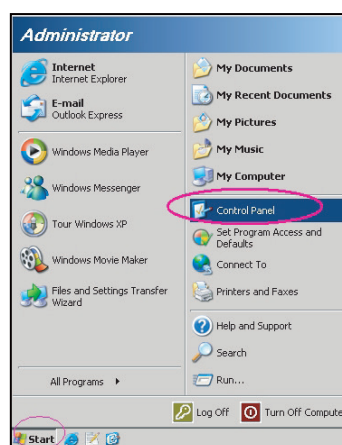 Administrator
Internet
Internet Explorer
E-mail
Outlook Express
Windows Media Player
Windows Messenger
Tour Windows XP
Windows Movie Maker
Files and Settings Transfer
Wizard
All Programs
My Documents
My Recent Documents
My Pictures
My Music
My Computer
Control Panel
Set Program Access and
Defaults
Connect To
Printers and Faxes
Help and Support
Search
Run...
Log Off
Turn Off Compute
Start